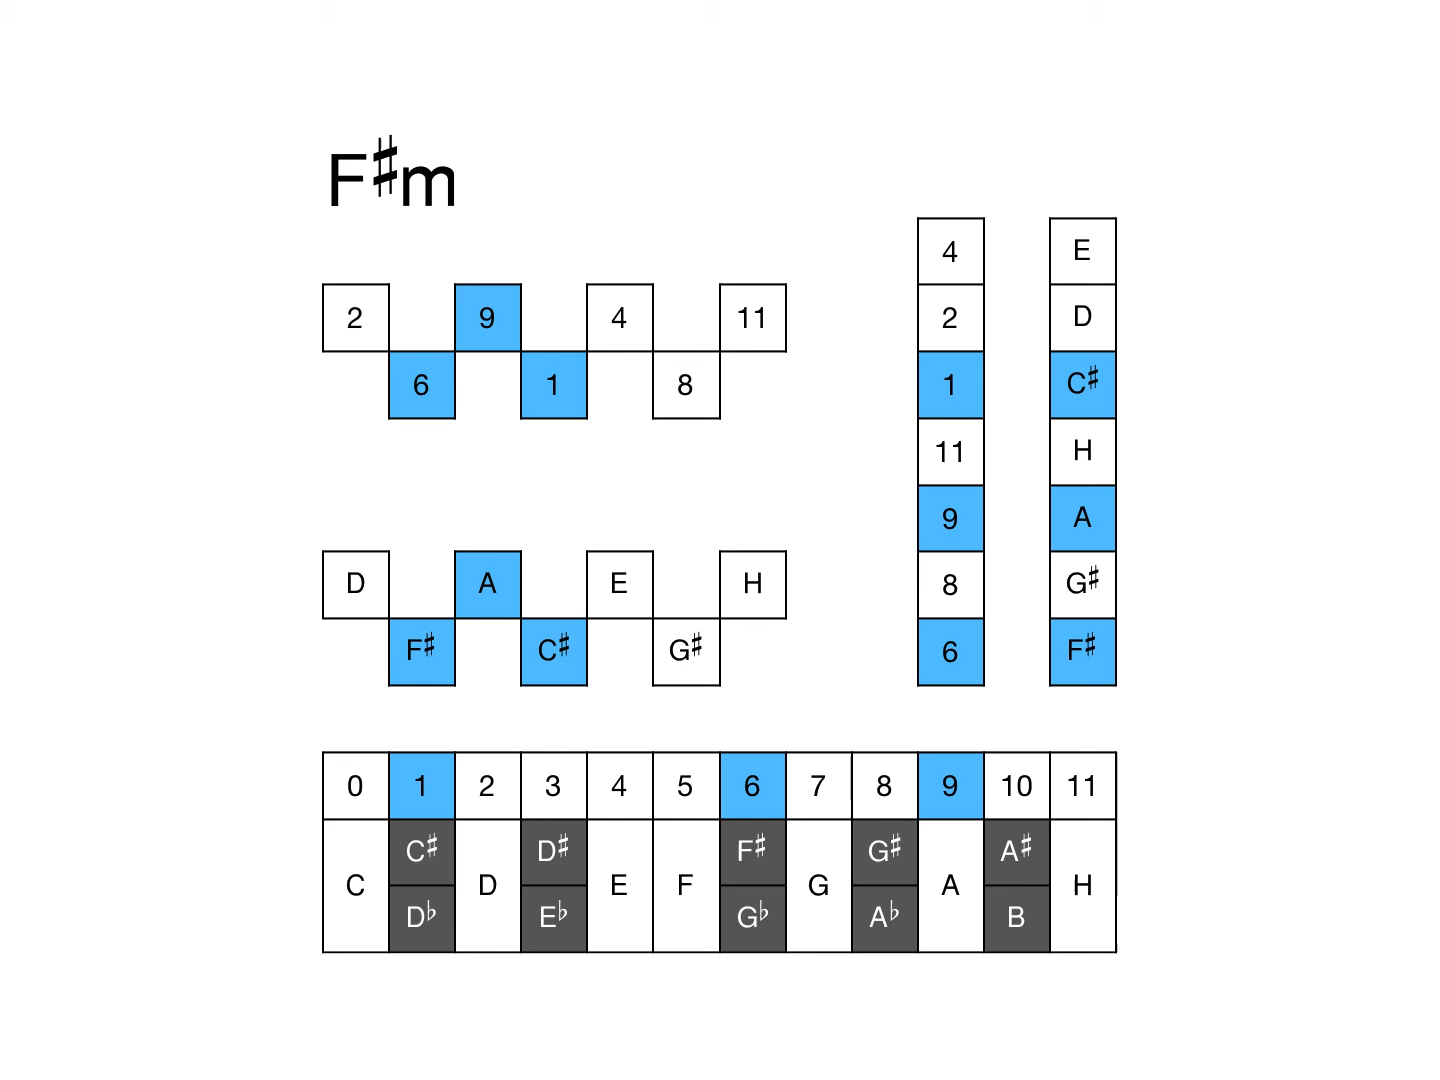 F♯m
4 E
2 9 4 11 2 D
6 1 8 1 C♯
11 H
9 A
D A E H 8 G♯
F♯ C♯ G♯ 6 F♯
0 1 2 3 4 5 6 7 8 9 10 11
C♯ D♯ F♯ G♯ A♯
C D E F G A H
D♭ E♭ G♭ A♭ B